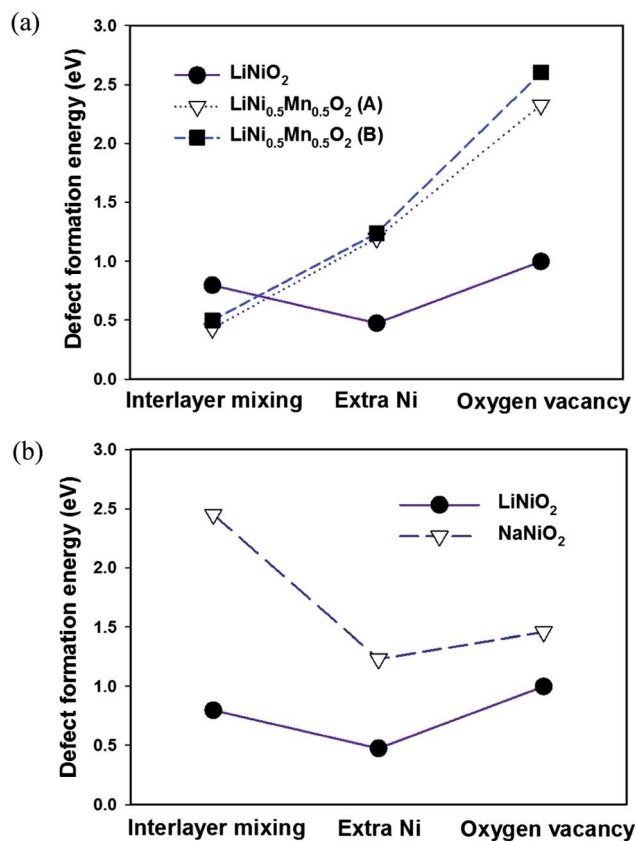 (a)
3.0
2.5
2.0
1.5
1.0
0.5
0.0
Defect formation energy (eV)
LiNiO₂
LiNi₀.₅Mn₀.₅O₂ (A)
LiNi₀.₅Mn₀.₅O₂ (B)
Interlayer mixing Extra Ni Oxygen vacancy
(b)
3.0
2.5
2.0
1.5
1.0
0.5
0.0
Defect formation energy (eV)
LiNiO₂
NaNiO₂
Interlayer mixing Extra Ni Oxygen vacancy